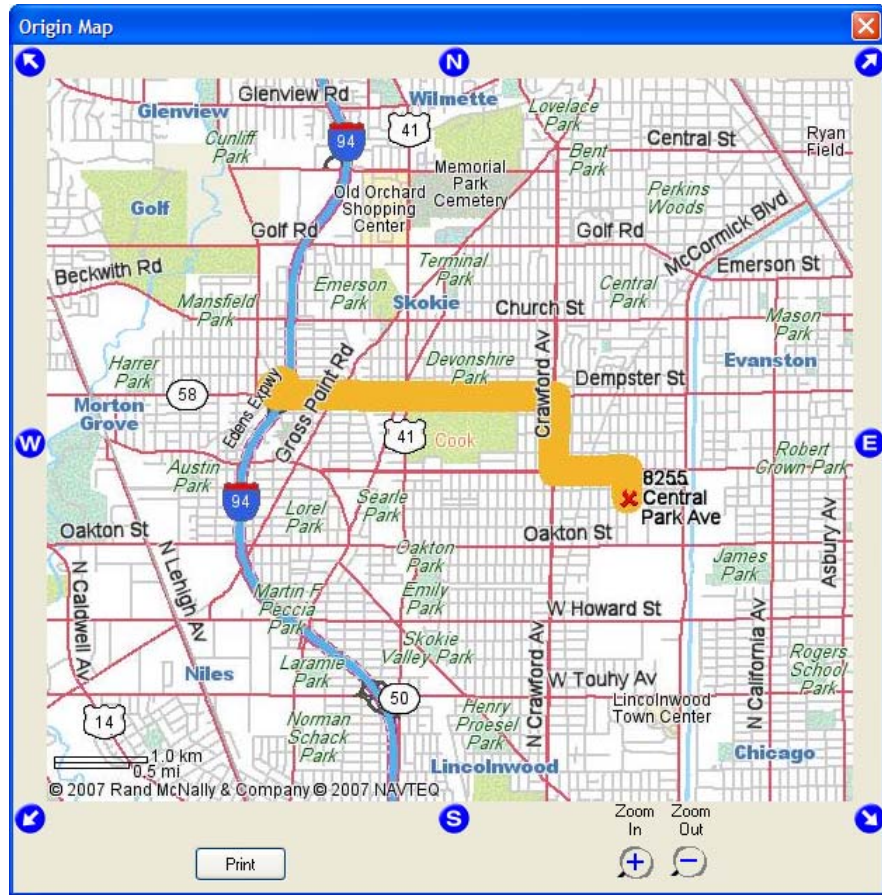 Origin Map
N
Glenview Rd
Wilmette
Glenview
41
Lovelace
Park
Cunliff
Park
94
Central St
Ryan
Field
Bent
Park
Memorial
Park
Cemetery
Old Orchard
Shopping
Center
Perkins
Woods
Golf
Golf Rd
Golf Rd
McCormick Blvd
Beckwith Rd
Terminal
Park
Emerson St
Emerson
Park
Central
Park
Mansfield
Park
Skokie
Church St
Mason
Park
Harrer
Park
Edens Expwy
Gross Point Rd
Devonshire
Park
Crawford Av
Evanston
58
Dempster St
Morton
Grove
W
41
Cook
E
Robert
Crown Park
Austin
Park
8255
Central
Park Ave
94
Lorel
Park
Searle
Park
Oakton St
Oakton St
Asbury Av
N Caldwell Av
N Lehigh Av
Oakton
Park
James
Park
Martin F
Peccia
Park
Emily
Park
W Howard St
Skokie
Valley Park
N Crawford Av
N California Av
Rogers
School
Park
Niles
Laramie
Park
W Touhy Av
50
14
Norman
Schack
Park
Henry
Proesel
Park
Lincolnwood
Town Center
Chicago
1.0 km
0.5 mi
Lincolnwood
© 2007 Rand McNally & Company © 2007 NAVTEQ
S
Zoom
In
Zoom
Out
Print